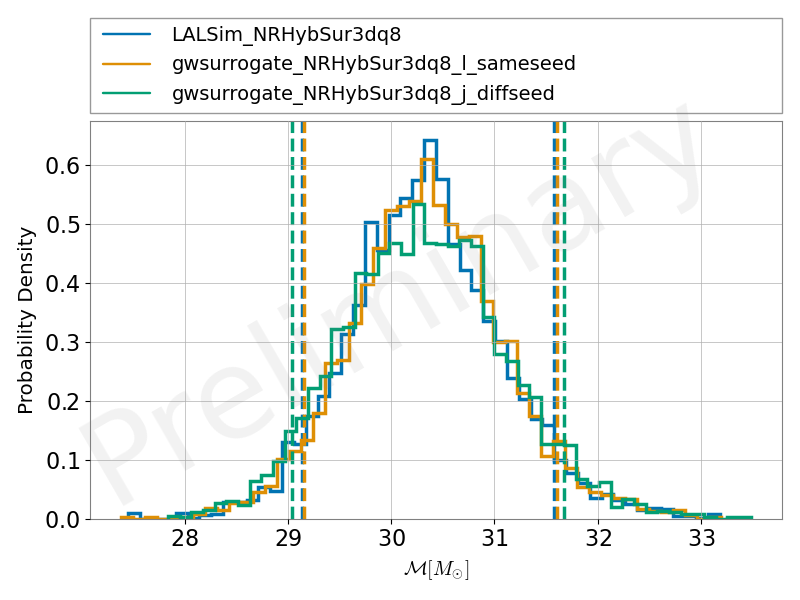 LALSim_NRHybSur3dq8
gwsurrogate_NRHybSur3dq8_l_sameseed
gwsurrogate_NRHybSur3dq8_j_diffseed
Preliminary
Probability Density
0.6
0.5
0.4
0.3
0.2
0.1
0.0
28 29 30 31 32 33
ℳ[M⊙]